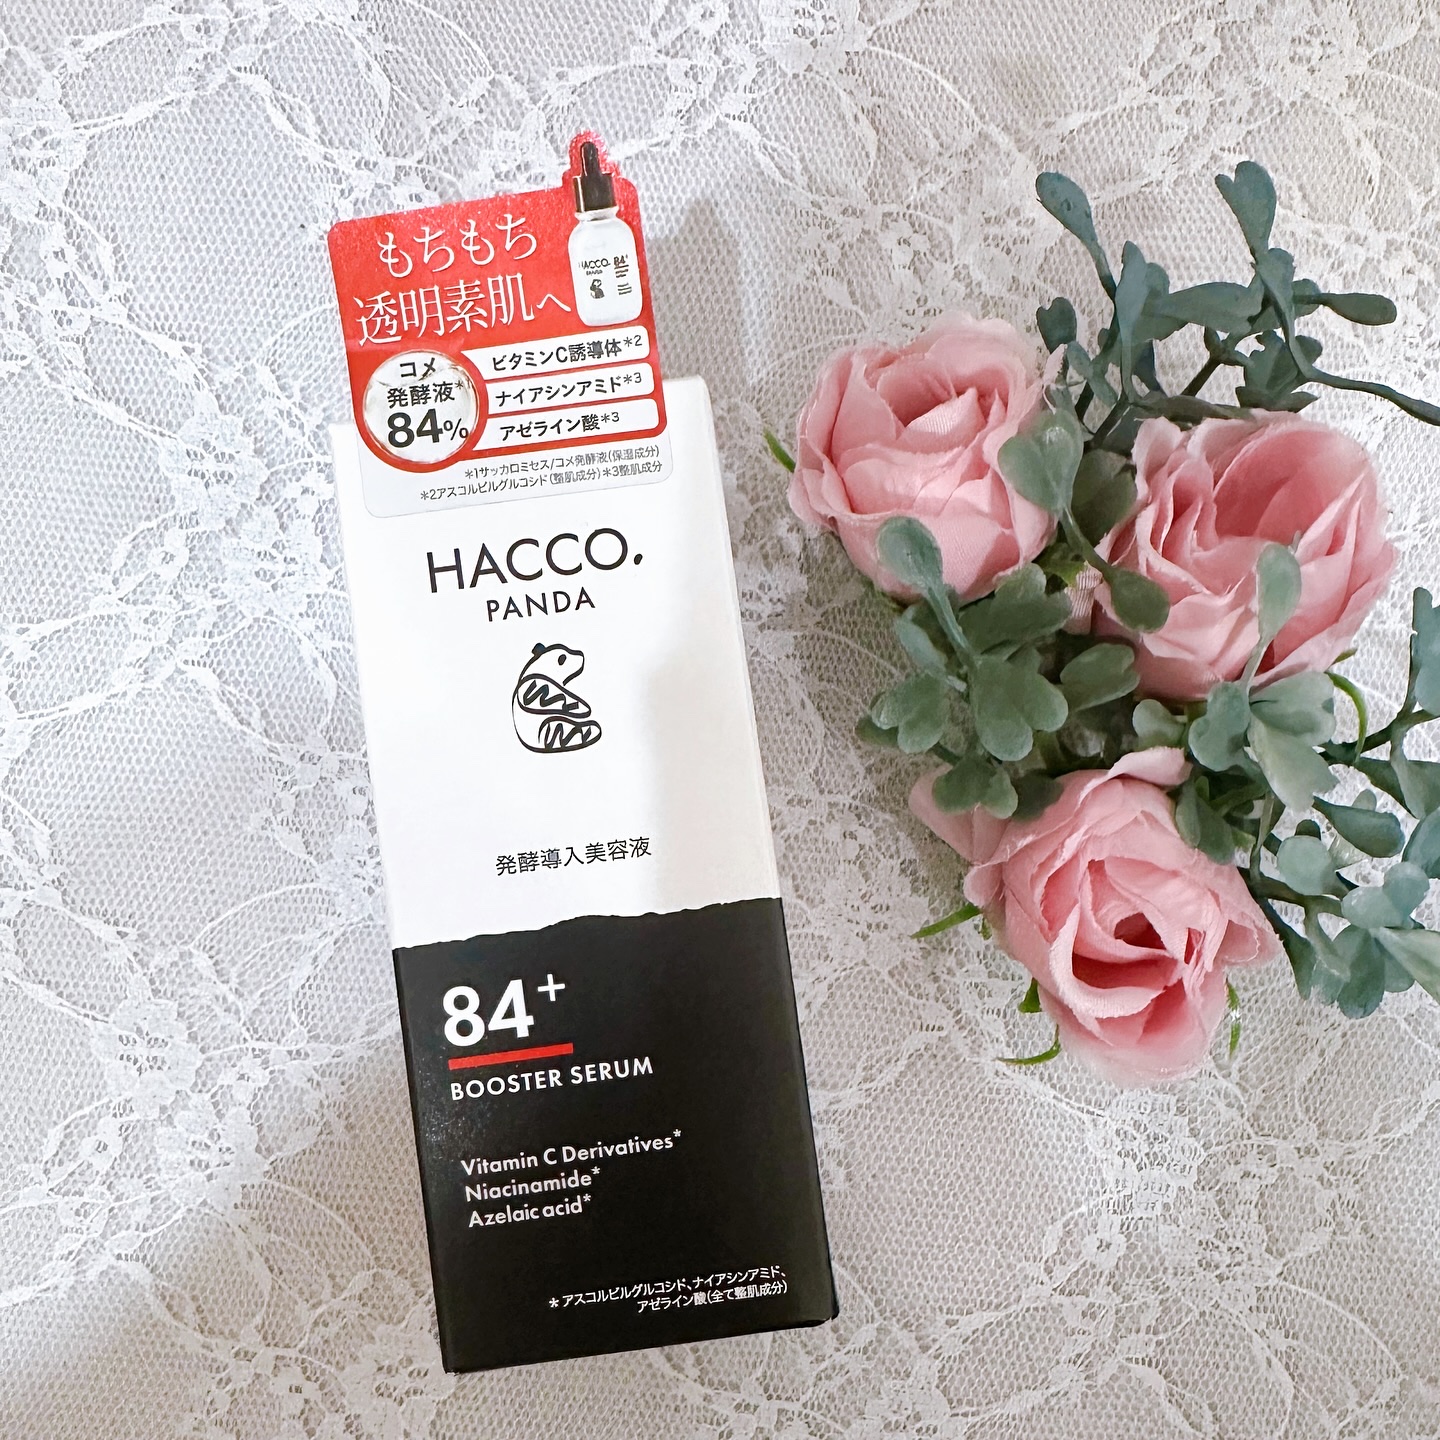 もちもち
透明素肌へ
HACCO.
PANDA
84+
コメ
発酵液*1
84%
ビタミンC誘導体*2
ナイアシンアミド*3
アゼライン酸*3
*1サッカロミセス/コメ発酵液(保湿成分)
*2アスコルビルグルコシド(整肌成分)*3整肌成分
HACCO.
PANDA
発酵導入美容液
84+
BOOSTER SERUM
Vitamin C Derivatives*
Niacinamide*
Azelaic acid*
*アスコルビルグルコシド、ナイアシンアミド、
アゼライン酸(全て整肌成分)